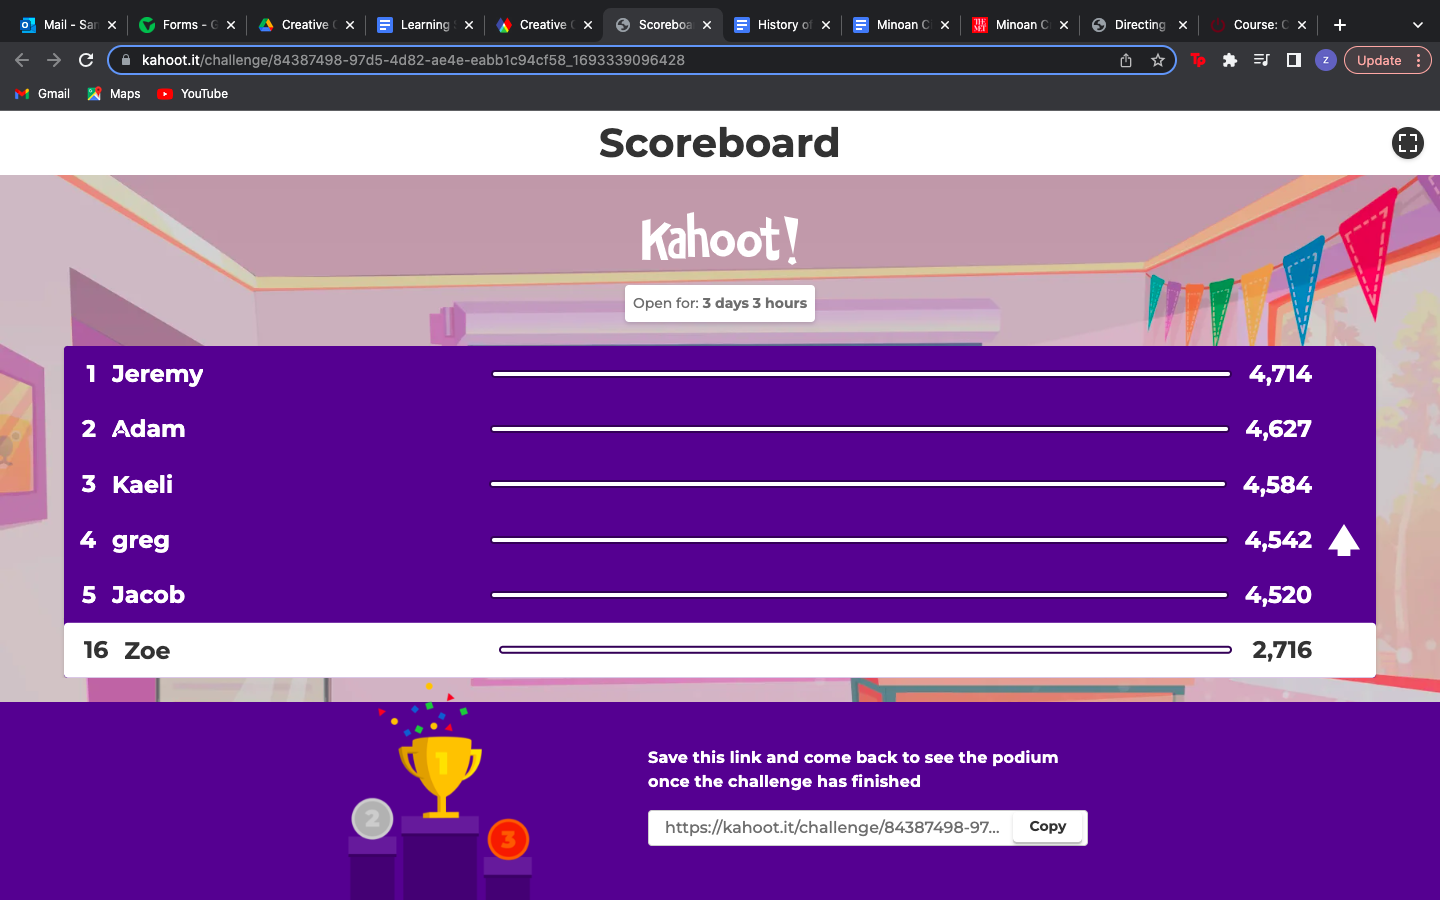 Mail - San
Forms - G
Creative C
Learning S
Creative C
Scoreboa
History of
Minoan Ci
Minoan Ci
Directing
Course: C
kahoot.it/challenge/84387498-97d5-4d82-ae4e-eabb1c94cf58_1693339096428
Tp
z
Update
Gmail
Maps
YouTube
Scoreboard
Kahoot!
Open for: 3 days 3 hours
1 Jeremy 4,714
2 Adam 4,627
3 Kaeli 4,584
4 greg 4,542
5 Jacob 4,520
16 Zoe 2,716
1
2
3
Save this link and come back to see the podium
once the challenge has finished
https://kahoot.it/challenge/84387498-97... Copy